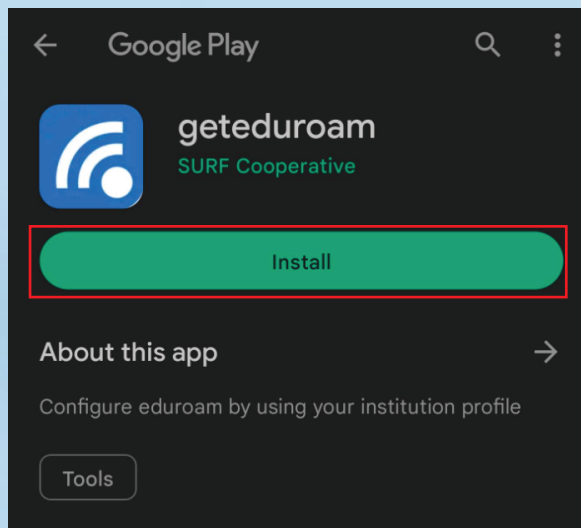 Google Play
geteduroam
SURF Cooperative
Install
About this app
Configure eduroam by using your institution profile
Tools